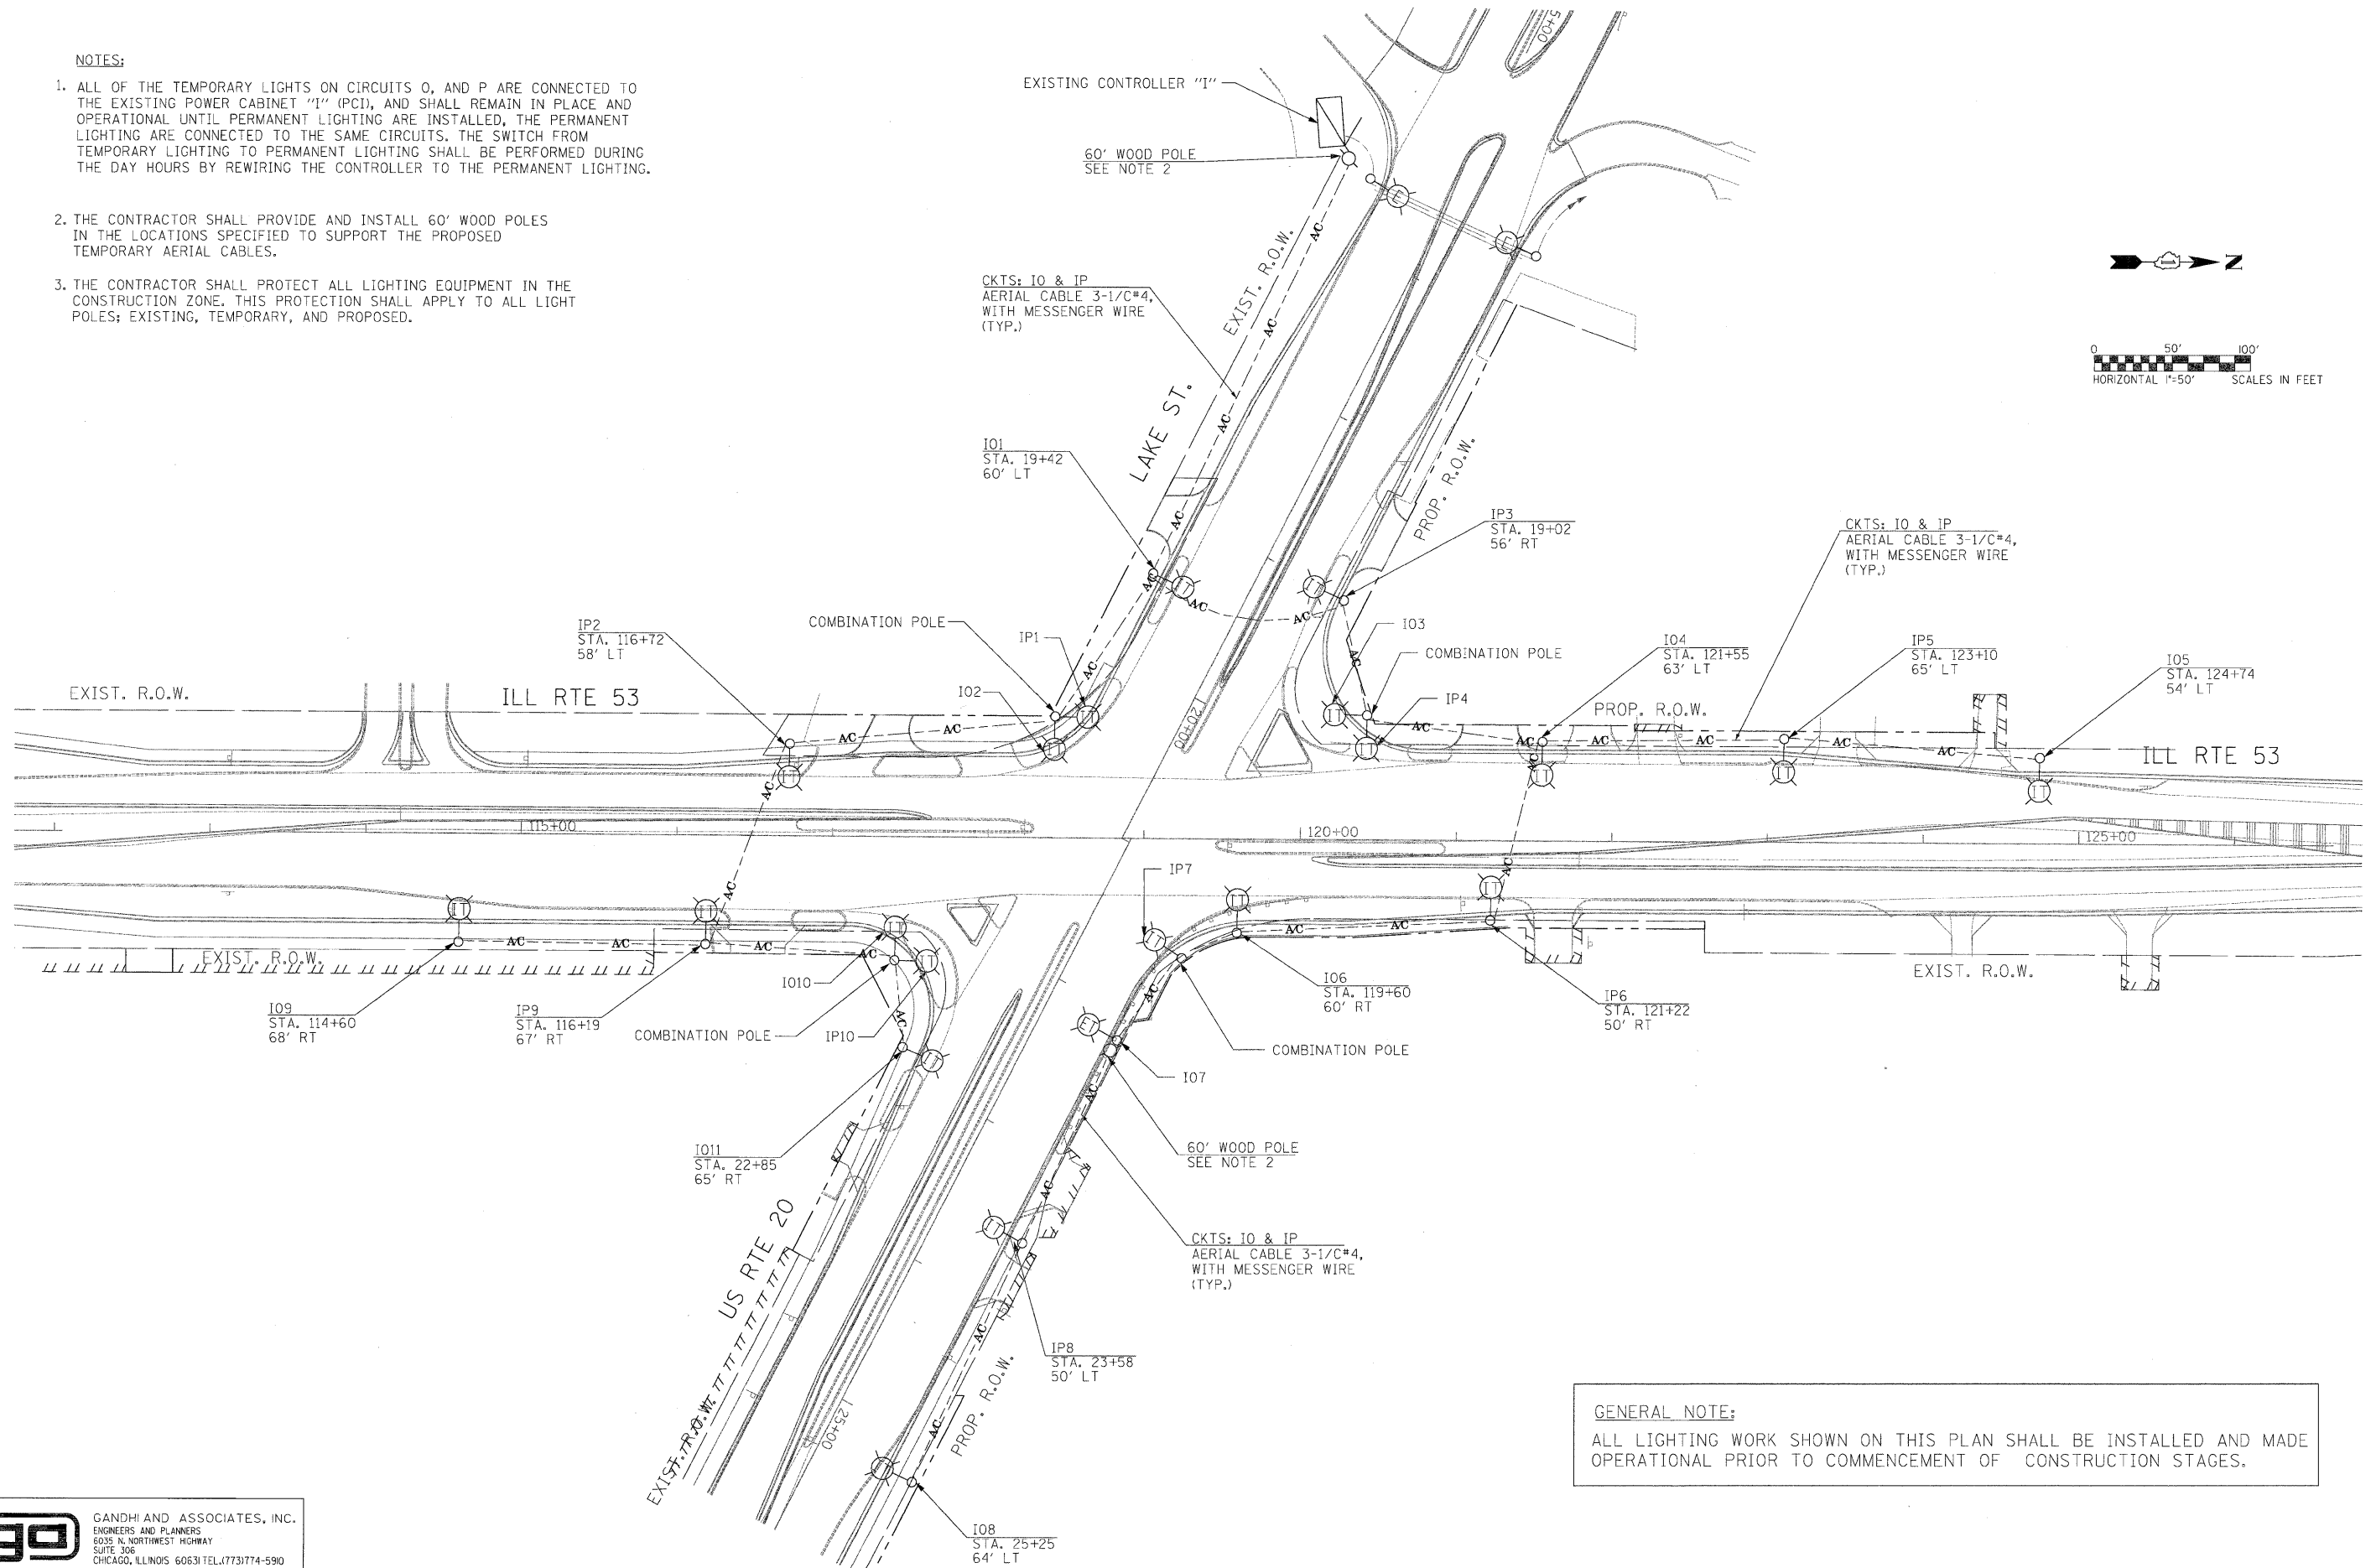 NOTES:
1. ALL OF THE TEMPORARY LIGHTS ON CIRCUITS O, AND P ARE CONNECTED TO
THE EXISTING POWER CABINET "I" (PCI), AND SHALL REMAIN IN PLACE AND
OPERATIONAL UNTIL PERMANENT LIGHTING ARE INSTALLED, THE PERMANENT
LIGHTING ARE CONNECTED TO THE SAME CIRCUITS. THE SWITCH FROM
TEMPORARY LIGHTING TO PERMANENT LIGHTING SHALL BE PERFORMED DURING
THE DAY HOURS BY REWIRING THE CONTROLLER TO THE PERMANENT LIGHTING.
2. THE CONTRACTOR SHALL PROVIDE AND INSTALL 60' WOOD POLES
IN THE LOCATIONS SPECIFIED TO SUPPORT THE PROPOSED
TEMPORARY AERIAL CABLES.
3. THE CONTRACTOR SHALL PROTECT ALL LIGHTING EQUIPMENT IN THE
CONSTRUCTION ZONE. THIS PROTECTION SHALL APPLY TO ALL LIGHT
POLES; EXISTING, TEMPORARY, AND PROPOSED.
EXISTING CONTROLLER "I"
60' WOOD POLE
SEE NOTE 2
5+00
N
0 50' 100'
HORIZONTAL 1"=50' SCALES IN FEET
CKTS: IO & IP
AERIAL CABLE 3-1/C#4,
WITH MESSENGER WIRE
(TYP.)
EXIST. R.O.W.
LAKE ST.
PROP. R.O.W.
IO1
STA. 19+42
60' LT
IP3
STA. 19+02
56' RT
CKTS: IO & IP
AERIAL CABLE 3-1/C#4,
WITH MESSENGER WIRE
(TYP.)
IP2
STA. 116+72
58' LT
COMBINATION POLE
IP1
IO2
IO3
COMBINATION POLE
IP4
IO4
STA. 121+55
63' LT
IP5
STA. 123+10
65' LT
IO5
STA. 124+74
54' LT
EXIST. R.O.W.
ILL RTE 53
PROP. R.O.W.
ILL RTE 53
20+00
115+00
120+00
125+00
IP7
EXIST. R.O.W.
EXIST. R.O.W.
IO9
STA. 114+60
68' RT
IP9
STA. 116+19
67' RT
IO10
COMBINATION POLE
IP10
IO6
STA. 119+60
60' RT
IP6
STA. 121+22
50' RT
COMBINATION POLE
IO7
IO11
STA. 22+85
65' RT
60' WOOD POLE
SEE NOTE 2
US RTE 20
CKTS: IO & IP
AERIAL CABLE 3-1/C#4,
WITH MESSENGER WIRE
(TYP.)
IP8
STA. 23+58
50' LT
PROP. R.O.W.
25+00
EXIST. R.O.W.
IO8
STA. 25+25
64' LT
GENERAL NOTE:
ALL LIGHTING WORK SHOWN ON THIS PLAN SHALL BE INSTALLED AND MADE
OPERATIONAL PRIOR TO COMMENCEMENT OF CONSTRUCTION STAGES.
GANDHI AND ASSOCIATES, INC.
ENGINEERS AND PLANNERS
6035 N. NORTHWEST HIGHWAY
SUITE 306
CHICAGO, ILLINOIS 60631 TEL.(773)774-5910